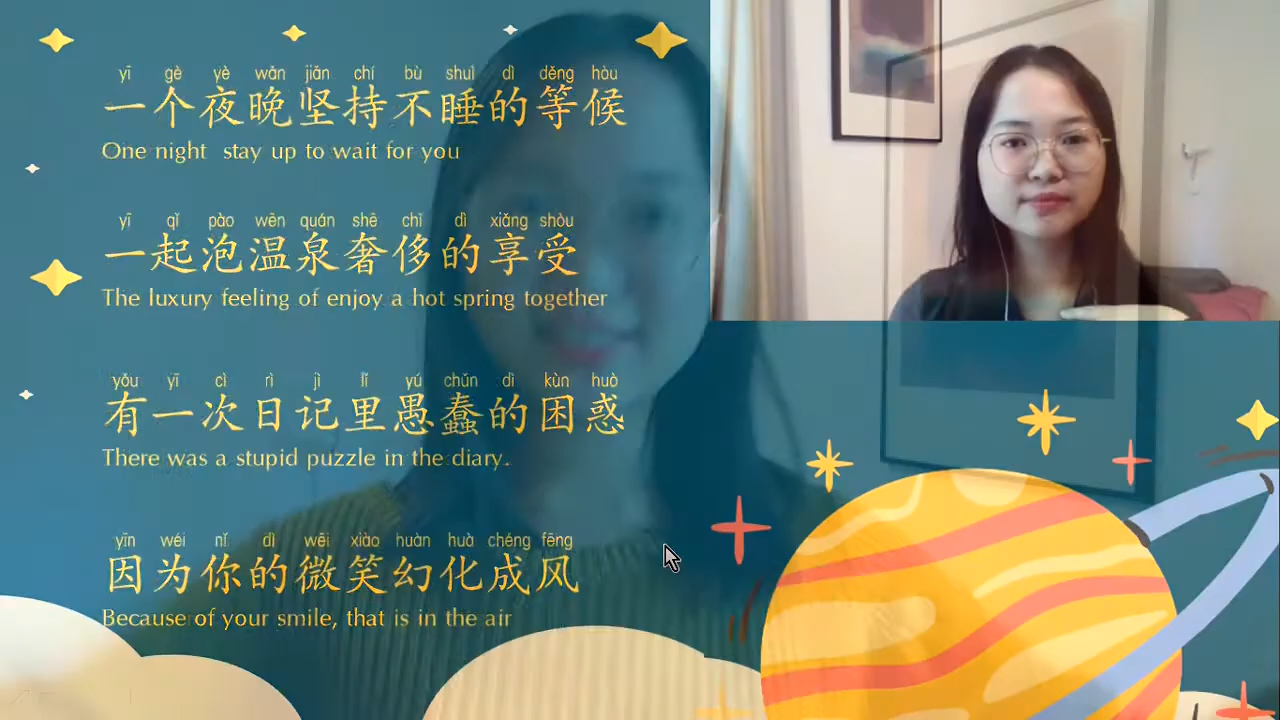 yī gè yè wǎn jiān chí bù shuì dì děng hòu
一个夜晚坚持不睡的等候
One night stay up to wait for you
yī qǐ pào wēn quán shē chǐ dì xiǎng shòu
一起泡温泉奢侈的享受
The luxury feeling of enjoy a hot spring together
yǒu yī cì rì jì lǐ yú chǔn dì kùn huò
有一次日记里愚蠢的困惑
There was a stupid puzzle in the diary.
yīn wéi nǐ dì wēi xiào huàn huà chéng fēng
因为你的微笑幻化成风
Because of your smile, that is in the air